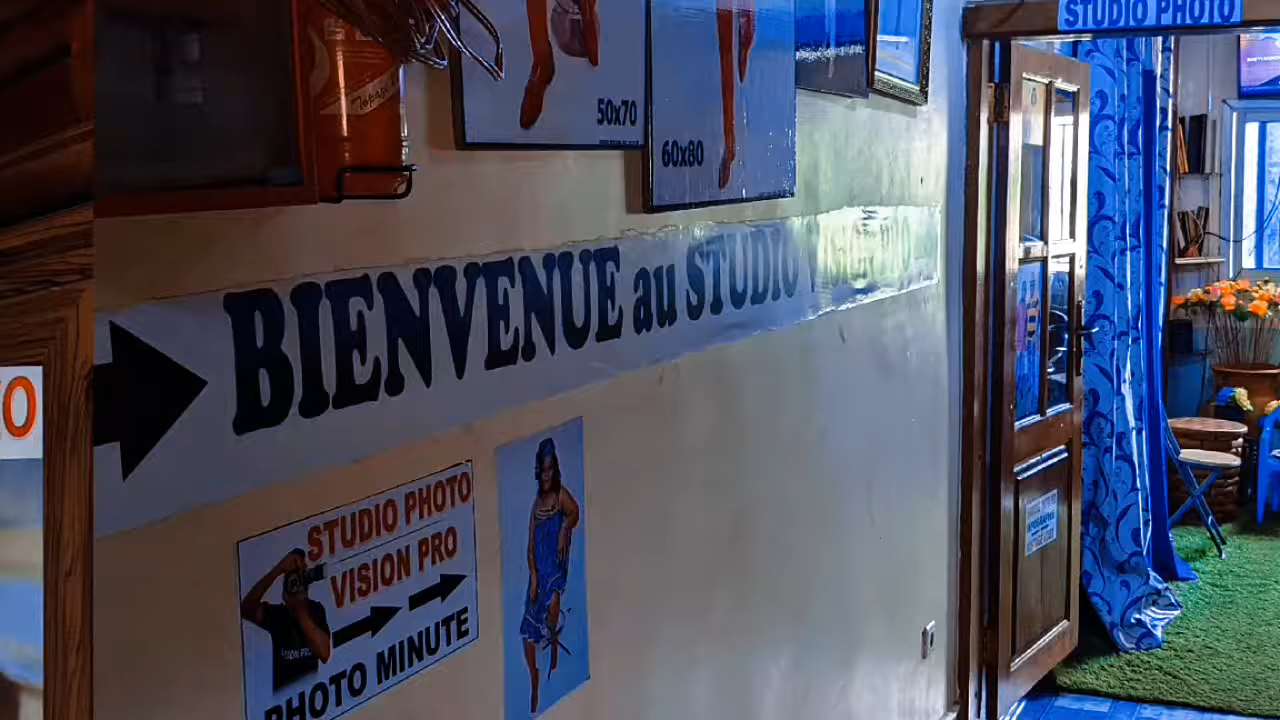 STUDIO PHOTO
50x70
60x80
BIENVENUE au STUDIO
STUDIO PHOTO
VISION PRO
PHOTO MINUTE